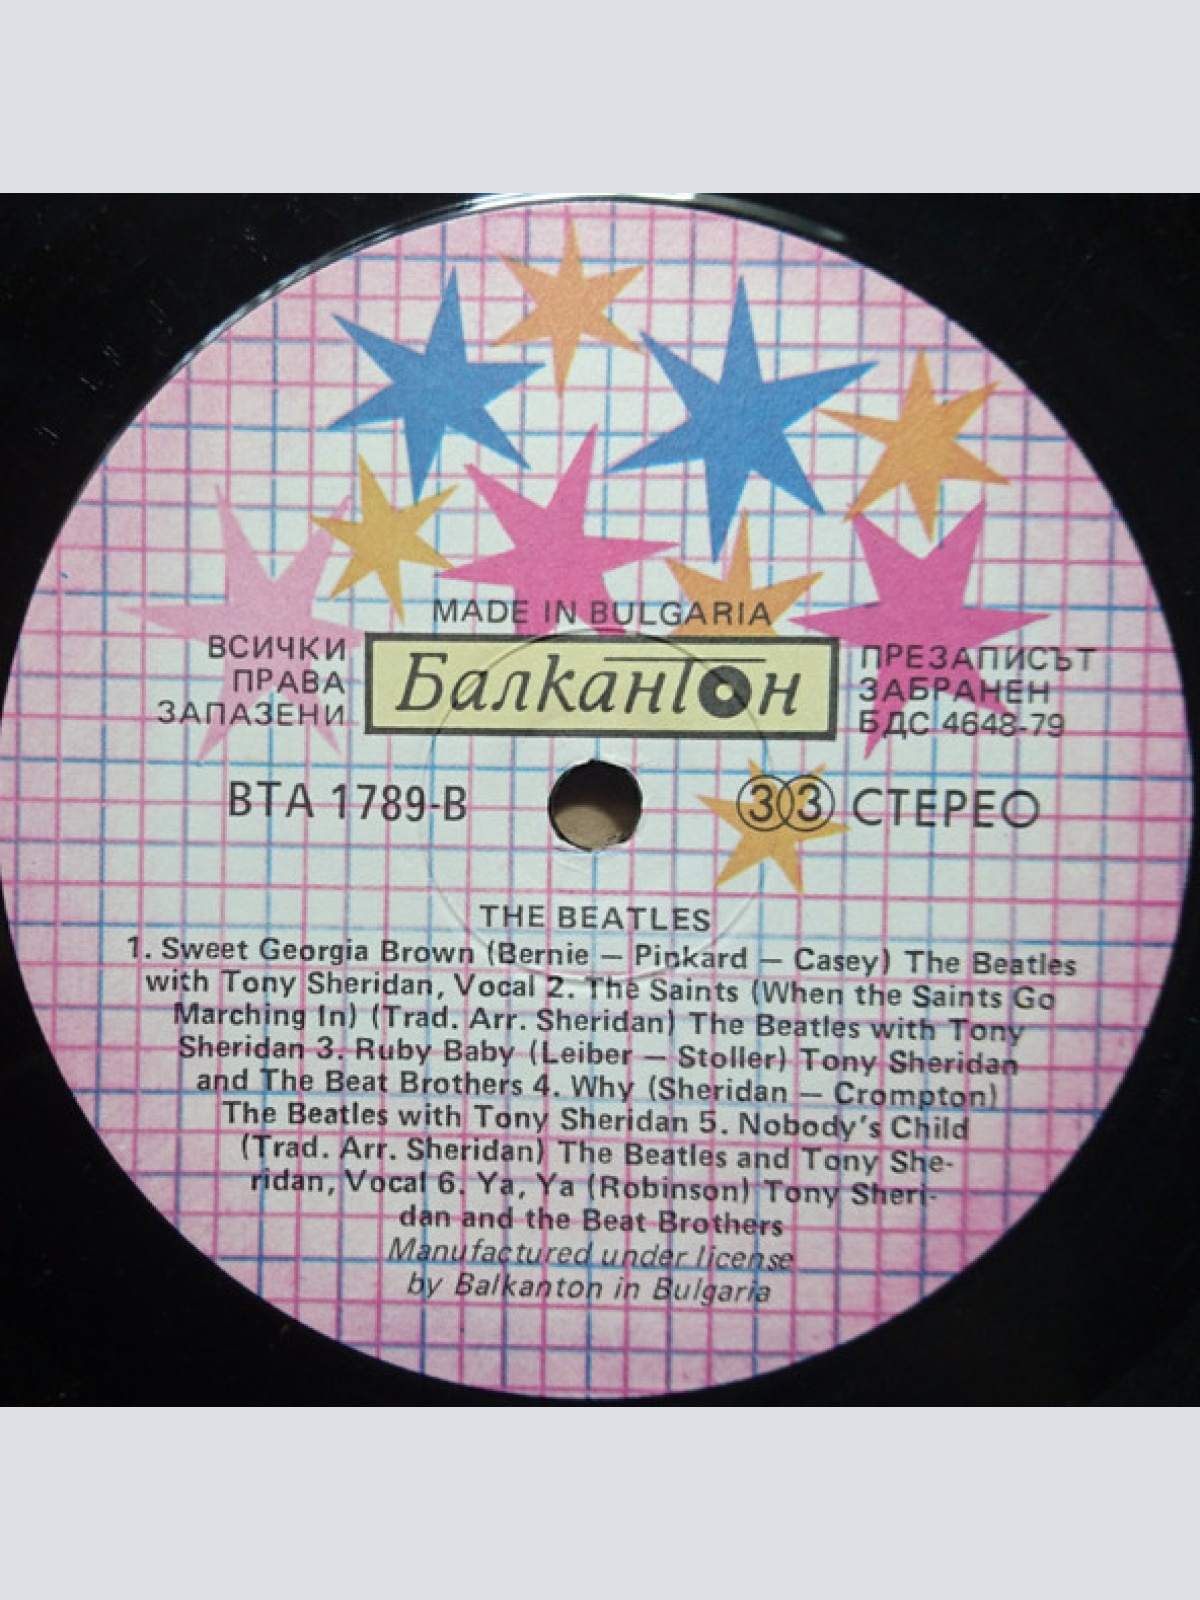 MADE IN BULGARIA
ВСИЧКИ
ПРАВА
ЗАПАЗЕНИ
Балкантон
ПРЕЗАПИСЪТ
ЗАБРАНЕН
БДС 4648-79
ВТА 1789-В
33 СТЕРЕО
THE BEATLES
1. Sweet Georgia Brown (Bernie — Pinkard — Casey) The Beatles
with Tony Sheridan, Vocal 2. The Saints (When the Saints Go
Marching In) (Trad. Arr. Sheridan) The Beatles with Tony
Sheridan 3. Ruby Baby (Leiber — Stoller) Tony Sheridan
and The Beat Brothers 4. Why (Sheridan — Crompton)
The Beatles with Tony Sheridan 5. Nobody's Child
(Trad. Arr. Sheridan) The Beatles and Tony She-
ridan, Vocal 6. Ya, Ya (Robinson) Tony Sheri-
dan and the Beat Brothers
Manufactured under license
by Balkanton in Bulgaria